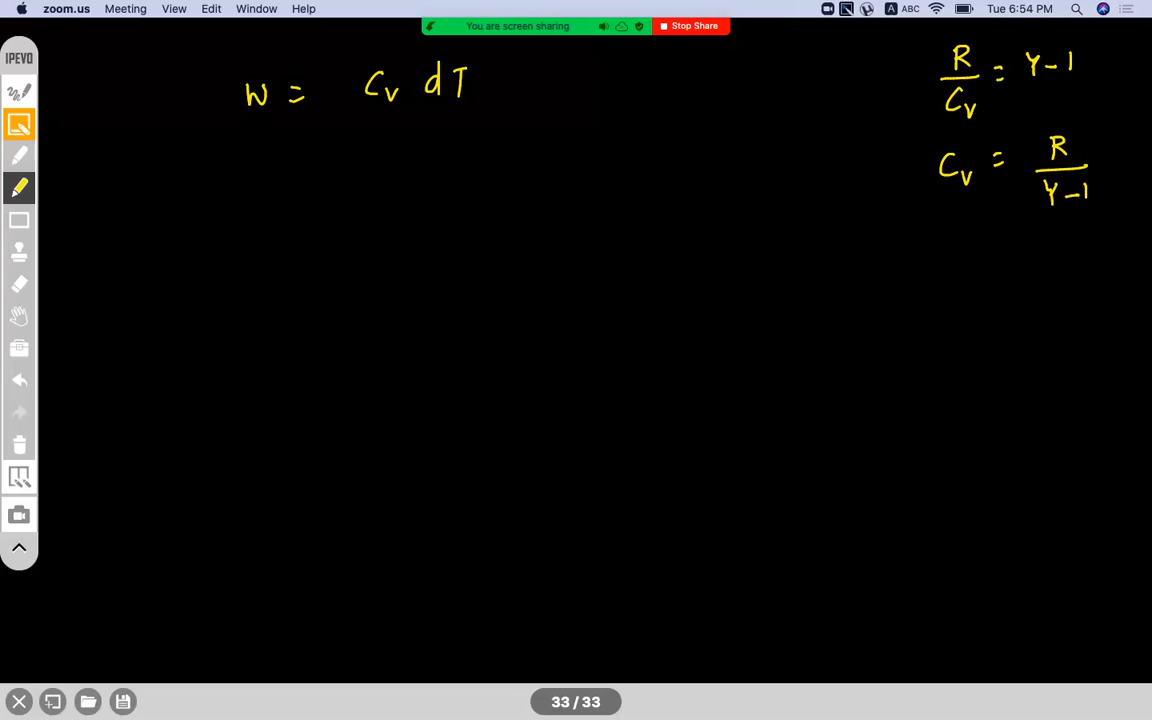 zoom.us Meeting View Edit Window Help ABC Tue 6:54 PM
You are screen sharing Stop Share
IPEVO
W = Cv dT
R/Cv = γ-1
Cv = R/γ-1
33 / 33